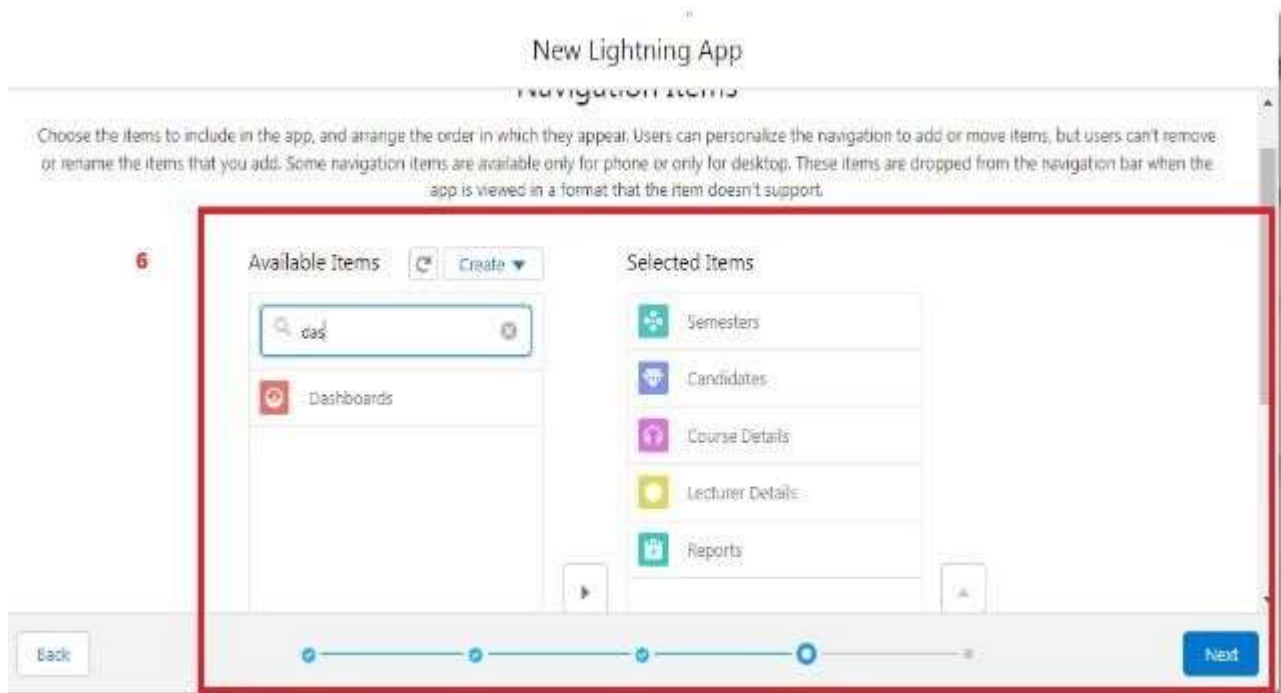 New Lightning App
Navigation Items
Choose the items to include in the app, and arrange the order in which they appear. Users can personalize the navigation to add or move items, but users can't remove
or rename the items that you add. Some navigation items are available only for phone or only for desktop. These items are dropped from the navigation bar when the
app is viewed in a format that the item doesn't support.
6
Available Items Create
Selected Items
das
Dashboards
Semesters
Candidates
Course Details
Lecturer Details
Reports
Back
Next